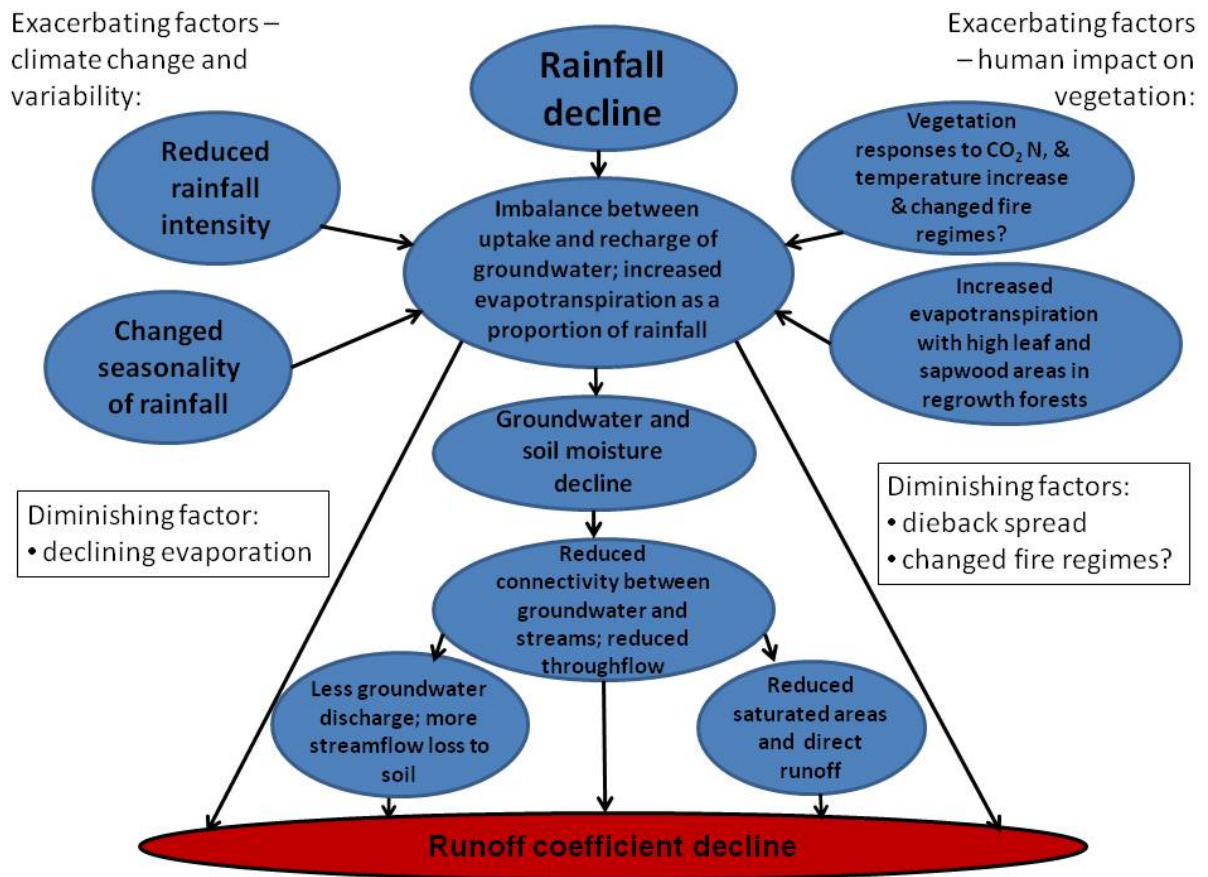 Exacerbating factors –
climate change and
variability:
Rainfall
decline
Exacerbating factors
– human impact on
vegetation:
Reduced
rainfall
intensity
Vegetation
responses to CO₂ N, &
temperature increase
& changed fire
regimes?
Imbalance between
uptake and recharge of
groundwater; increased
evapotranspiration as a
proportion of rainfall
Changed
seasonality
of rainfall
Increased
evapotranspiration
with high leaf and
sapwood areas in
regrowth forests
Groundwater and
soil moisture
decline
Diminishing factor:
• declining evaporation
Diminishing factors:
• dieback spread
• changed fire regimes?
Reduced
connectivity between
groundwater and
streams; reduced
throughflow
Less groundwater
discharge; more
streamflow loss to
soil
Reduced
saturated areas
and direct
runoff
Runoff coefficient decline